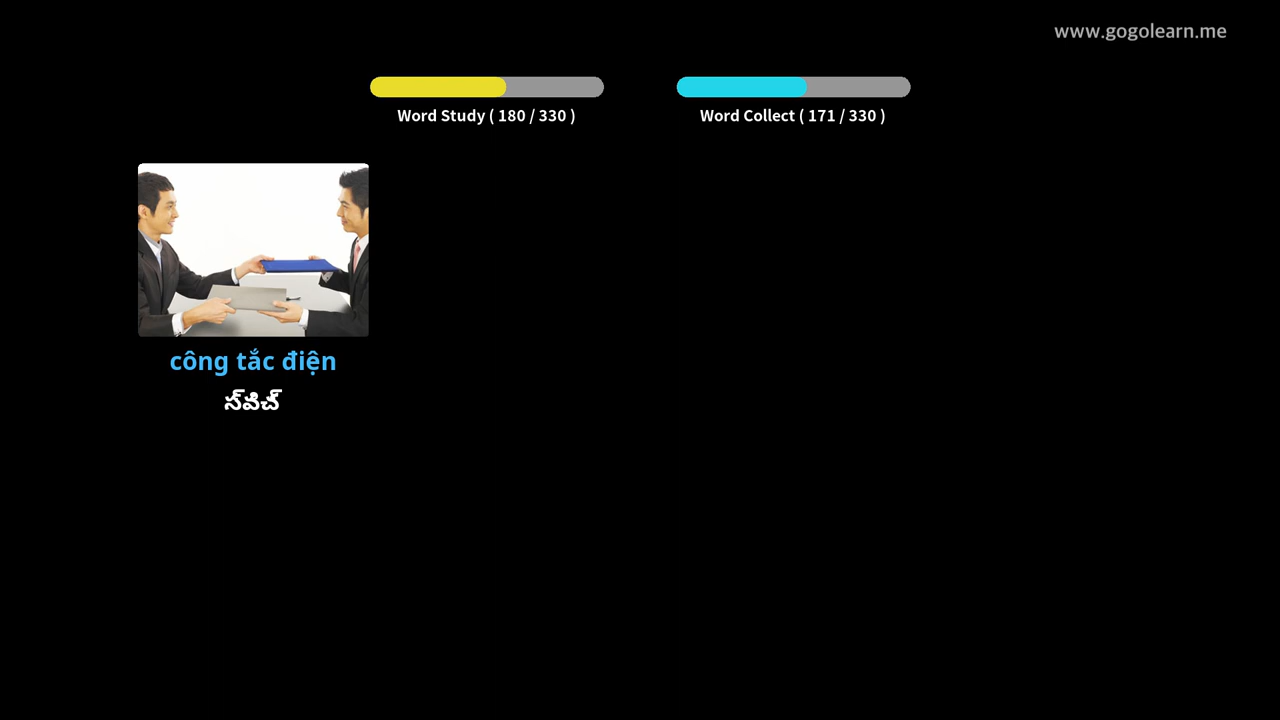 www.gogolearn.me
Word Study ( 180 / 330 )
Word Collect ( 171 / 330 )
công tắc điện
స్‌విచ్